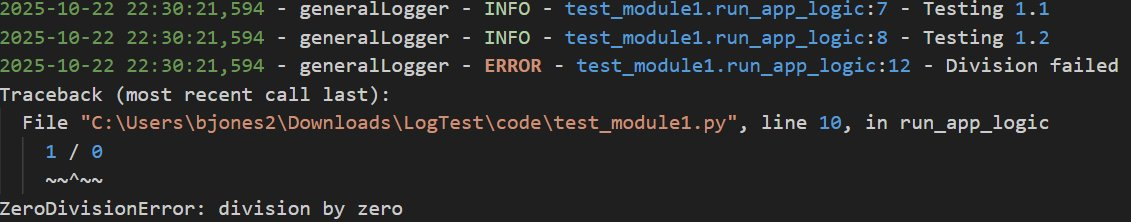 2025-10-22 22:30:21,594 - generalLogger - INFO - test_module1.run_app_logic:7 - Testing 1.1
2025-10-22 22:30:21,594 - generalLogger - INFO - test_module1.run_app_logic:8 - Testing 1.2
2025-10-22 22:30:21,594 - generalLogger - ERROR - test_module1.run_app_logic:12 - Division failed
Traceback (most recent call last):
  File "C:\Users\bjones2\Downloads\LogTest\code\test_module1.py", line 10, in run_app_logic
    1 / 0
    ~~^~~
ZeroDivisionError: division by zero